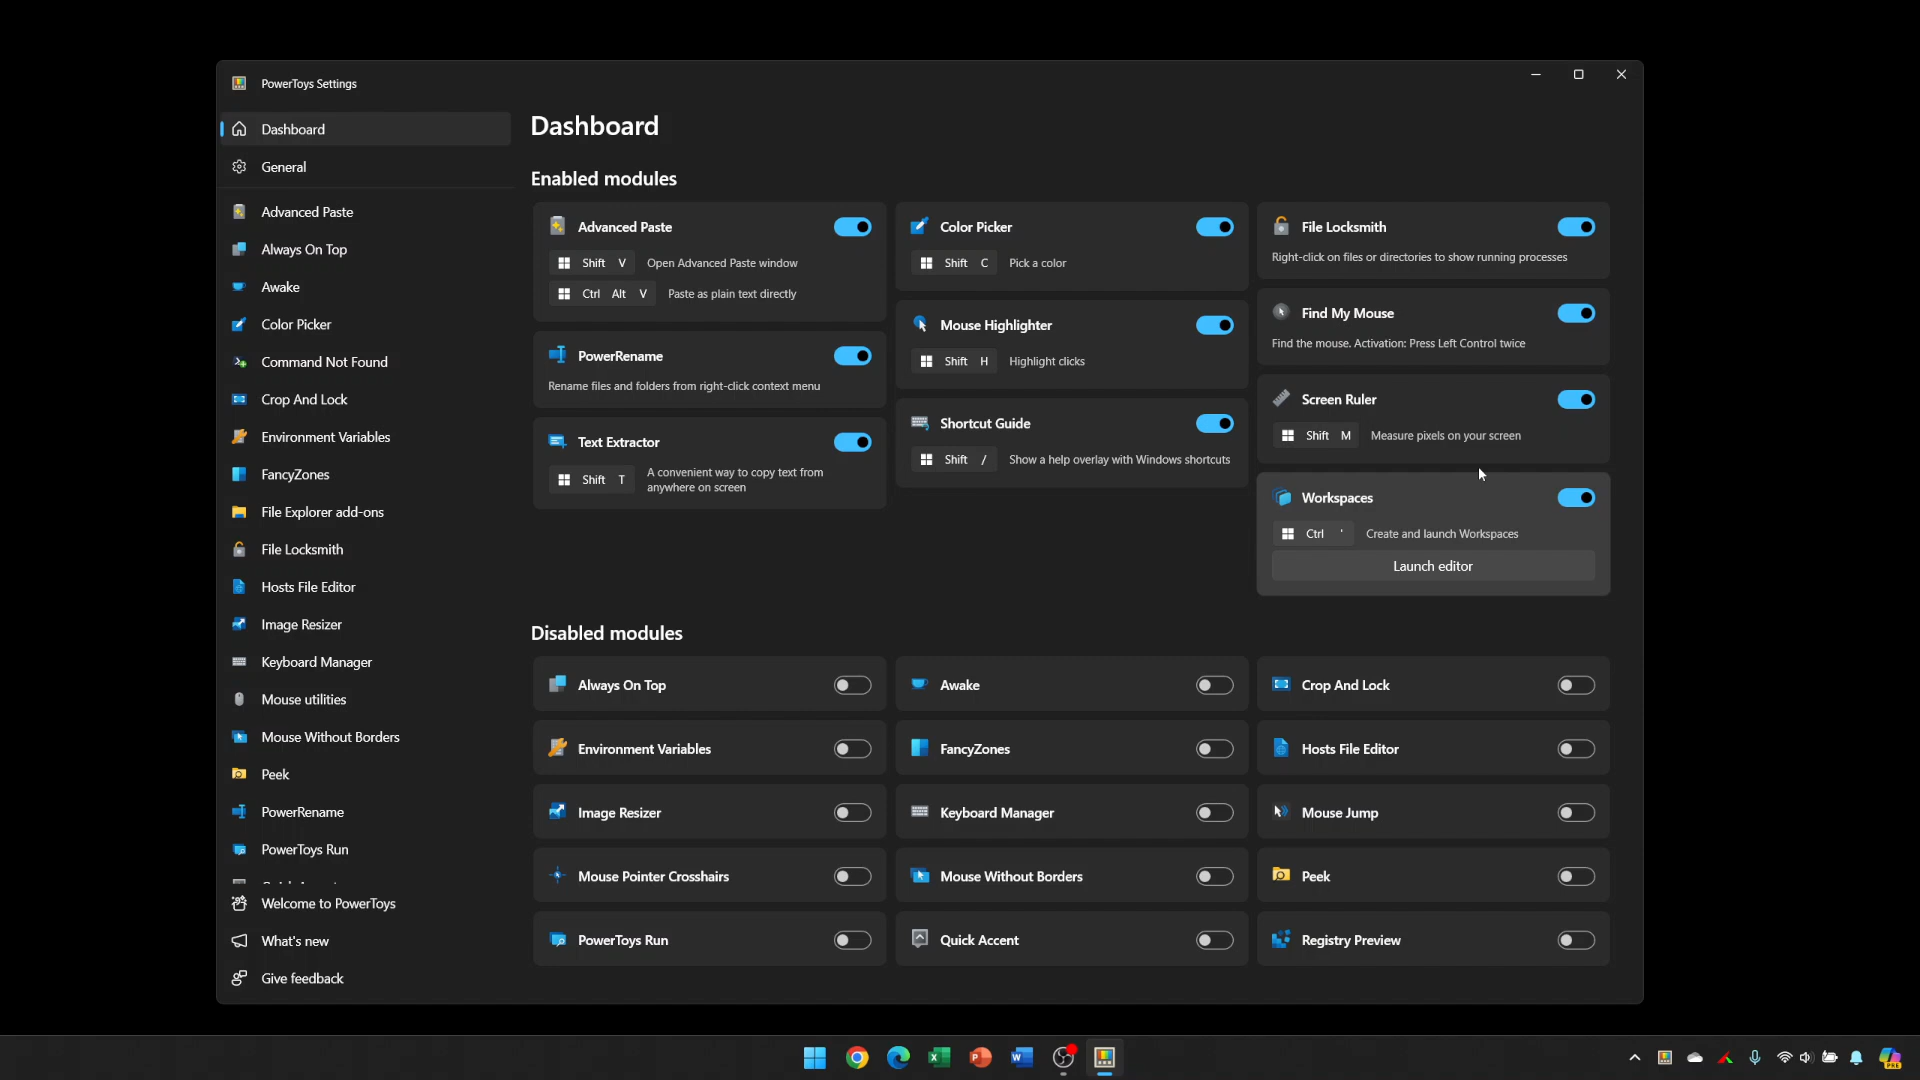 PowerToys Settings
Dashboard
General
Advanced Paste
Always On Top
Awake
Color Picker
Command Not Found
Crop And Lock
Environment Variables
FancyZones
File Explorer add-ons
File Locksmith
Hosts File Editor
Image Resizer
Keyboard Manager
Mouse utilities
Mouse Without Borders
Peek
PowerRename
PowerToys Run
Welcome to PowerToys
What's new
Give feedback
Dashboard
Enabled modules
Advanced Paste
Shift V Open Advanced Paste window
Ctrl Alt V Paste as plain text directly
PowerRename
Rename files and folders from right-click context menu
Text Extractor
Shift T A convenient way to copy text from
anywhere on screen
Color Picker
Shift C Pick a color
Mouse Highlighter
Shift H Highlight clicks
Shortcut Guide
Shift / Show a help overlay with Windows shortcuts
File Locksmith
Right-click on files or directories to show running processes
Find My Mouse
Find the mouse. Activation: Press Left Control twice
Screen Ruler
Shift M Measure pixels on your screen
Workspaces
Ctrl ' Create and launch Workspaces
Launch editor
Disabled modules
Always On Top
Awake
Crop And Lock
Environment Variables
FancyZones
Hosts File Editor
Image Resizer
Keyboard Manager
Mouse Jump
Mouse Pointer Crosshairs
Mouse Without Borders
Peek
PowerToys Run
Quick Accent
Registry Preview